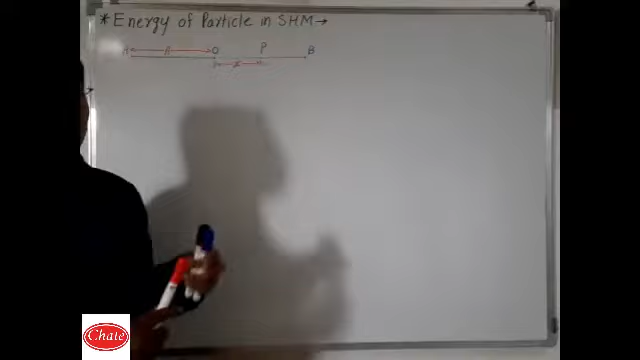 * Energy of Particle in SHM→
A A O P B
x
Chate